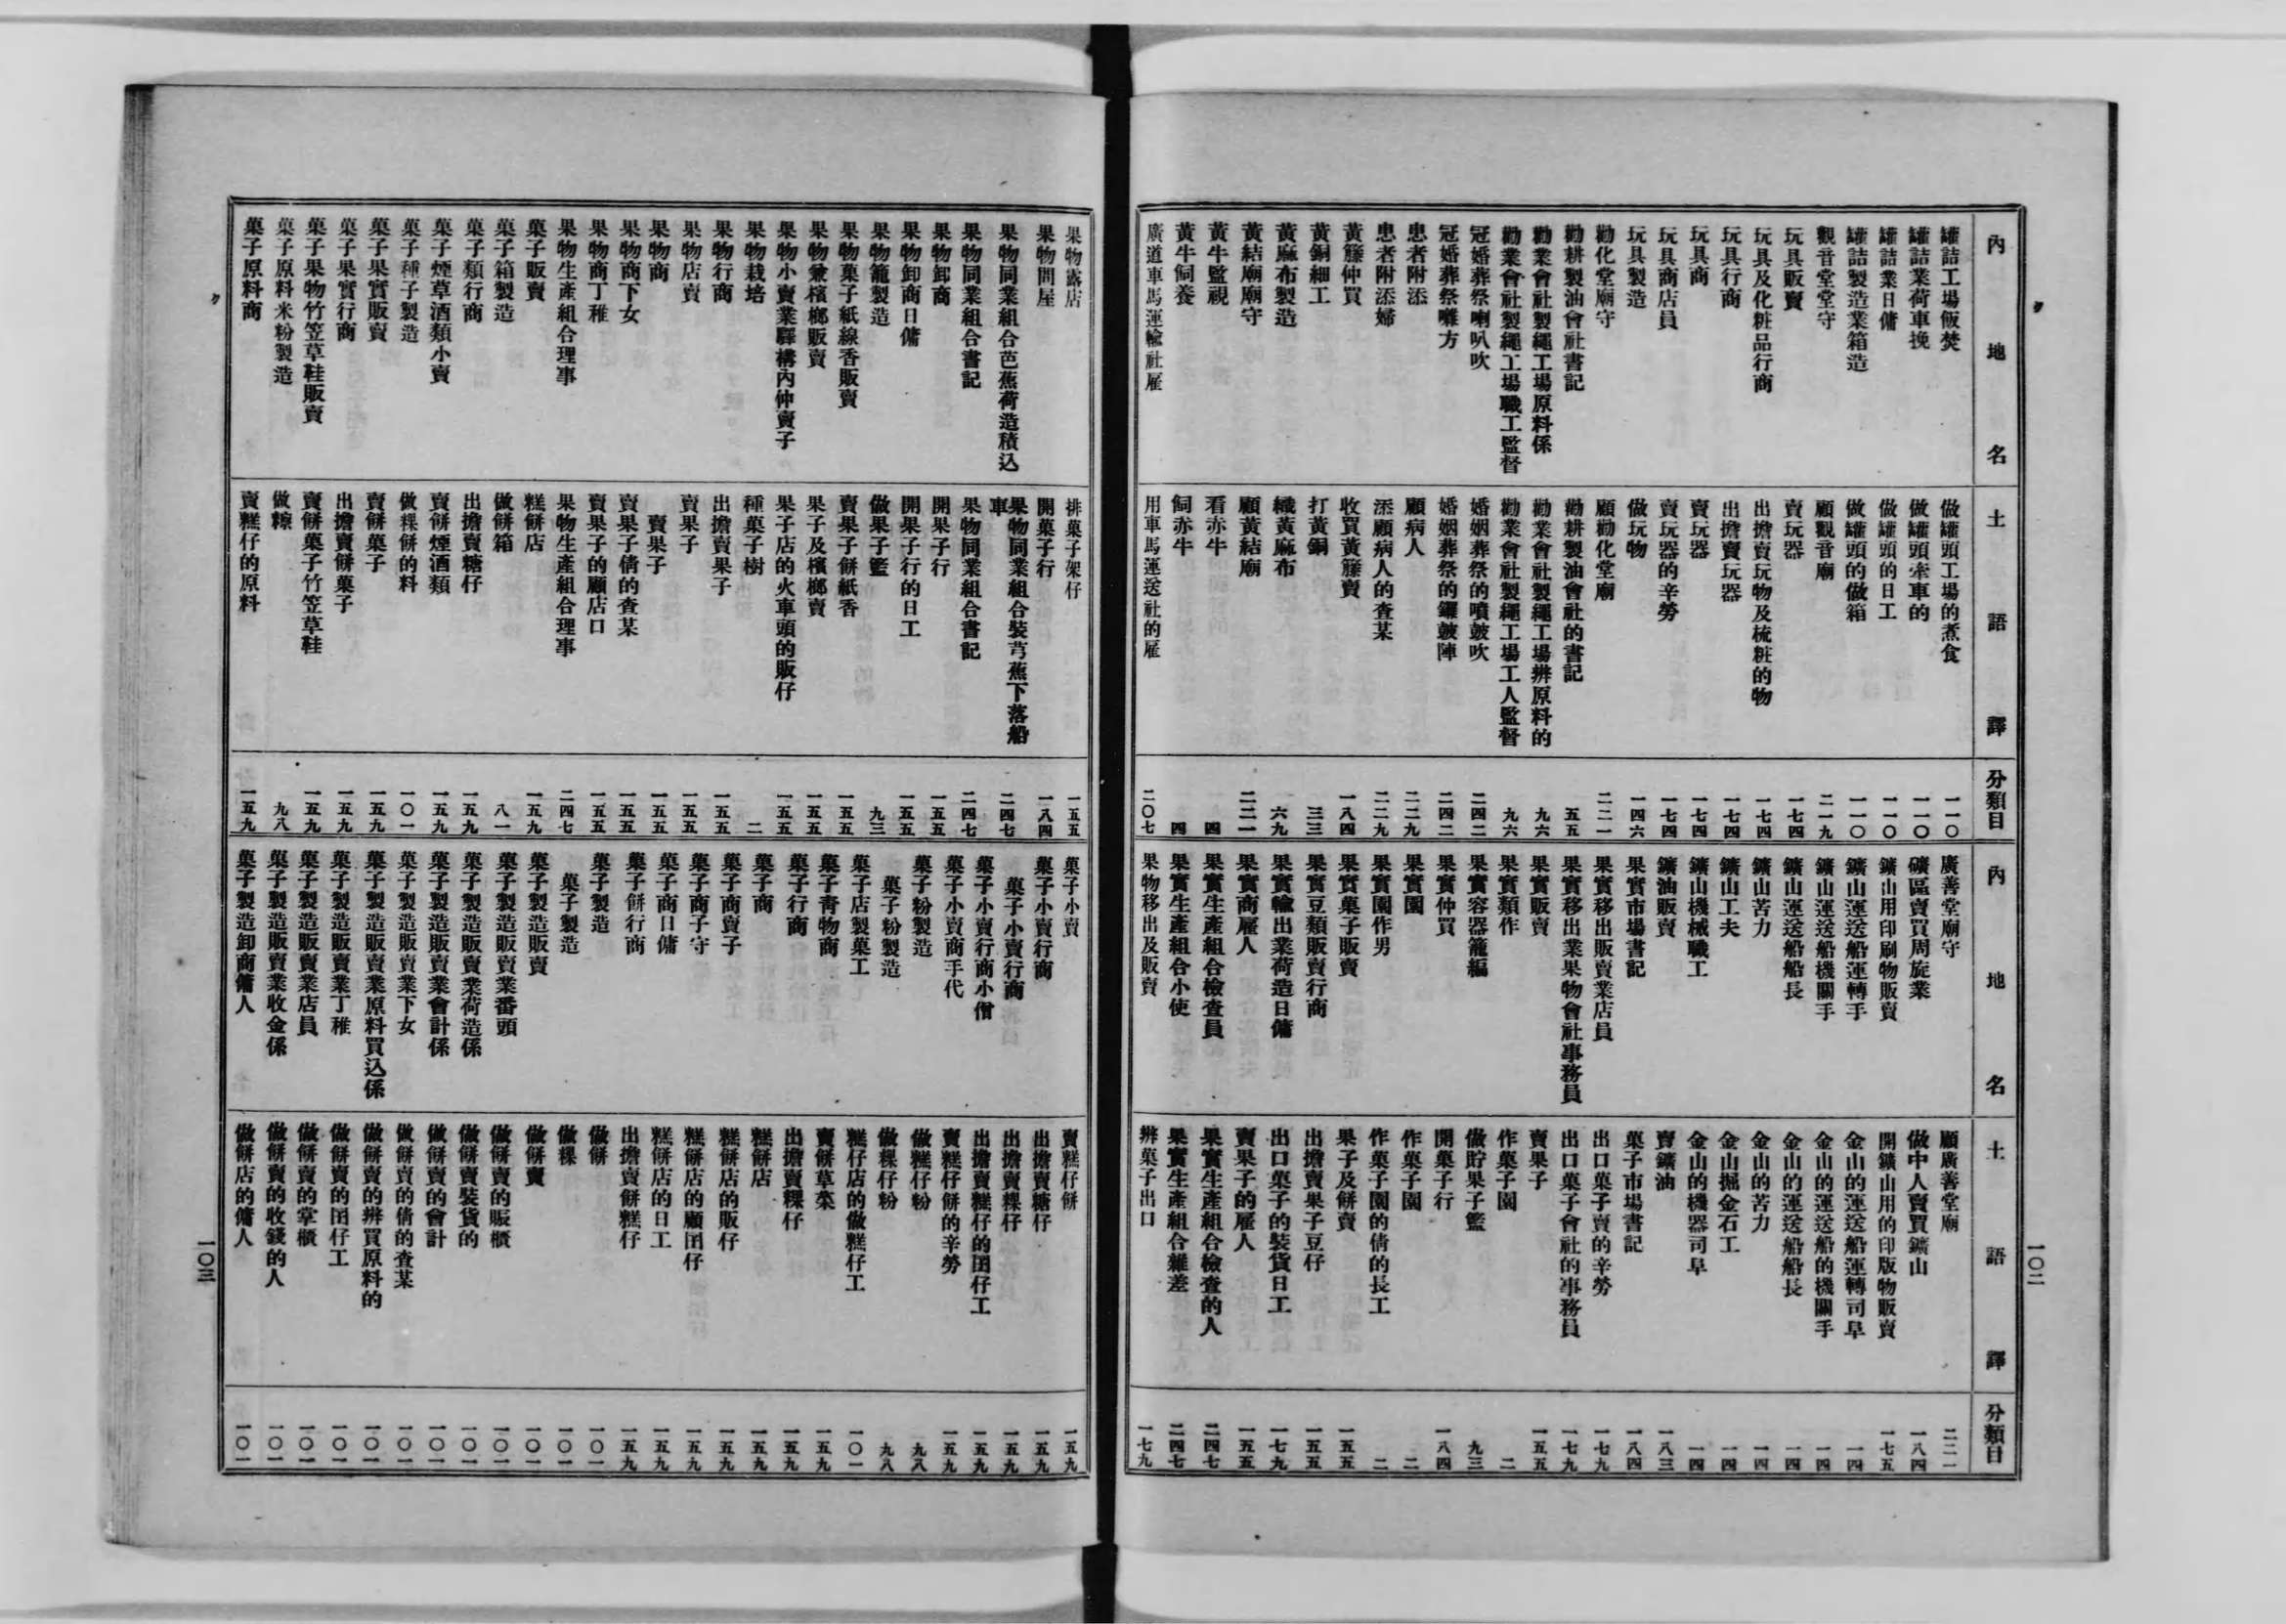 內地名 土語譯 分類目
罐詰工場飯焚 做罐頭工場的煮食 一一〇
罐詰業荷車挽 做罐頭牽車的 一一〇
罐詰業日傭 做罐頭的日工 一一〇
罐詰製造業箱造 做罐頭的做箱 一一〇
觀音堂堂守 顧觀音廟 二一九
玩具販賣 賣玩器 一七四
玩具及化粧品行商 出擔賣玩物及梳粧的物 一七四
玩具行商 出擔賣玩器 一七四
玩具商 賣玩器 一七四
玩具商店員 賣玩器的辛勞 一七四
玩具製造 做玩物 一四六
勸化堂廟守 顧勸化堂廟 二二一
勸耕製油會社書記 勸耕製油會社的書記 五五
勸業會社製繩工場原料係 勸業會社製繩工場辨原料的 九六
勸業會社製繩工場職工監督 勸業會社製繩工場工人監督 九六
冠婚葬祭喇叭吹 婚姻葬祭的噴皷吹 二四二
冠婚葬祭囃方 婚姻葬祭的鑼皷陣 二四二
患者附添 顧病人 二二九
患者附添婦 添顧病人的查某 二二九
黃籐仲買 收買黃籐賣 一八四
黃銅細工 打黃銅 三三
黃麻布製造 織黃麻布 六九
黃結廟廟守 顧黃結廟 二二一
黃牛監視 看赤牛 四
黃牛飼養 飼赤牛 四
廣道車馬運輸社雇 用車馬運送社的雇 二〇七
內地名 土語譯 分類目
廣善堂廟守 顧廣善堂廟 二二一
礦區賣買周旋業 做中人賣買鑛山 一八四
鑛山用印刷物販賣 開鑛山用的印版物販賣 一七五
鑛山運送船運轉手 金山的運送船運轉司阜 一四
鑛山運送船機關手 金山的運送船的機關手 一四
鑛山運送船船長 金山的運送船船長 一四
鑛山苦力 金山的苦力 一四
鑛山工夫 金山掘金石工 一四
鑛山機械職工 金山的機器司阜 一四
鑛油販賣 賣鑛油 一八三
果實市場書記 菓子市場書記 一八四
果實移出販賣業店員 出口菓子賣的辛勞 一七九
果實移出業果物會社事務員 出口菓子會社的事務員 一七九
果實販賣 賣果子 一五五
果實類作 作菓子園 二
果實容器籠編 做貯果子籃 九三
果實仲買 開菓子行 一八四
果實園 作菓子園 二
果實園作男 作菓子園的倩的長工 二
果實菓子販賣 果子及餅賣 一五五
果實豆類販賣行商 出擔賣果子豆仔 一五五
果實輸出業荷造日傭 出口菓子的裝貨日工 一七九
果實商雇人 賣果子的雇人 一五五
果實生產組合檢查員 果實生產組合檢查的人 二四七
果實生產組合小使 果實生產組合雜差 二四七
果物移出及販賣 辨菓子出口 一七九
一〇二
果物露店 排菓子架仔 一五五
果物問屋 開菓子行 一八四
果物同業組合芭蕉荷造積込 果物同業組合裝芎蕉下落船車 二四七
果物同業組合書記 果物同業組合書記 二四七
果物卸商 開果子行 一五五
果物卸商日傭 開果子行的日工 一五五
果物籠製造 做果子籃 九三
果物菓子紙線香販賣 賣果子餅紙香 一五五
果物兼檳榔販賣 果子及檳榔賣 一五五
果物小賣業驛構內仲賣子 果子店的火車頭的販仔 一五五
果物栽培 種菓子樹 二
果物行商 出擔賣果子 一五五
果物店賣 賣果子 一五五
果物商 賣果子 一五五
果物商下女 賣果子倩的查某 一五五
果物商丁稚 賣果子的顧店口 一五五
果物生產組合理事 果物生產組合理事 二四七
菓子販賣 糕餅店 一五九
菓子箱製造 做餅箱 八一
菓子類行商 出擔賣糖仔 一五九
菓子煙草酒類小賣 賣餅煙酒類 一五九
菓子種子製造 做粿餅的料 一〇一
菓子果實販賣 賣餅菓子 一五九
菓子果實行商 出擔賣餅菓子 一五九
菓子果物竹笠草鞋販賣 賣餅菓子竹笠草鞋 一五九
菓子原料米粉製造 做粽 九八
菓子原料商 賣糕仔的原料 一五九
菓子小賣 賣糕仔餅 一五九
菓子小賣行商 出擔賣糖仔 一五九
菓子小賣行商 出擔賣粿仔 一五九
菓子小賣行商小僧 出擔賣糕仔的囝仔工 一五九
菓子小賣商手代 賣糕仔餅的辛勞 一五九
菓子粉製造 做糕仔粉 九八
菓子粉製造 做粿仔粉 九八
菓子店製菓工 糕仔店的做糕仔工 一〇一
菓子青物商 賣餅草菜 一五九
菓子行商 出擔賣粿仔 一五九
菓子商 糕餅店 一五九
菓子商賣子 糕餅店的販仔 一五九
菓子商子守 糕餅店的顧囝仔 一五九
菓子商日傭 糕餅店的日工 一五九
菓子餅行商 出擔賣餅糕仔 一五九
菓子製造 做餅 一〇一
菓子製造 做粿 一〇一
菓子製造販賣 做餅賣 一〇一
菓子製造販賣業番頭 做餅賣的賬櫃 一〇一
菓子製造販賣業荷造係 做餅賣裝貨的 一〇一
菓子製造販賣業會計係 做餅賣的會計 一〇一
菓子製造販賣業下女 做餅賣的倩的查某 一〇一
菓子製造販賣業原料買込係 做餅賣的辨買原料的 一〇一
菓子製造販賣業丁稚 做餅賣的囝仔工 一〇一
菓子製造販賣業店員 做餅賣的掌櫃 一〇一
菓子製造販賣業收金係 做餅賣的收錢的人 一〇一
菓子製造卸商傭人 做餅店的傭人 一〇一
一〇三